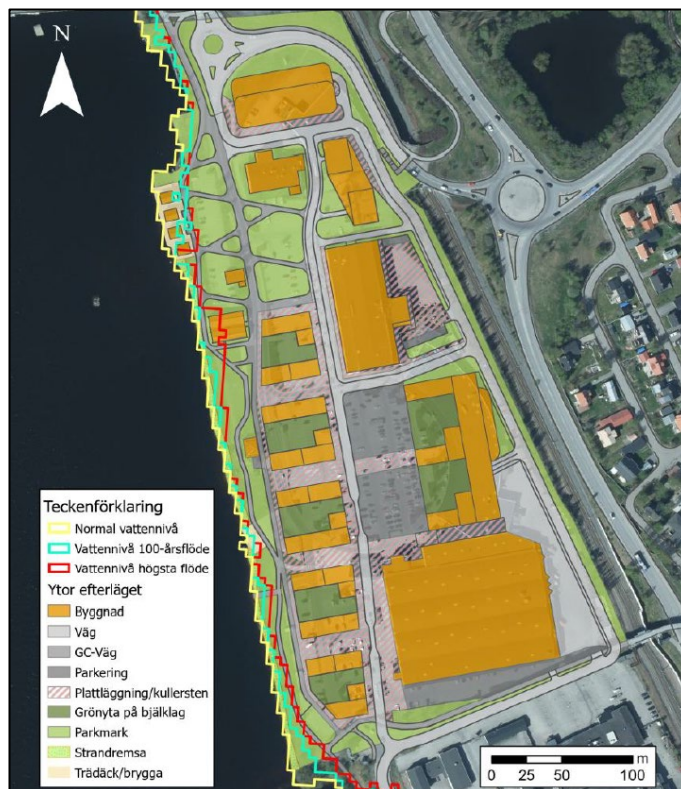 N
Teckenförklaring
Normal vattennivå
Vattennivå 100-årsflöde
Vattennivå högsta flöde
Ytor efterläget
Byggnad
Väg
GC-Väg
Parkering
Plattläggning/kullersten
Grönyta på bjälklag
Parkmark
Strandremsa
Trädäck/brygga
m
0 25 50 100